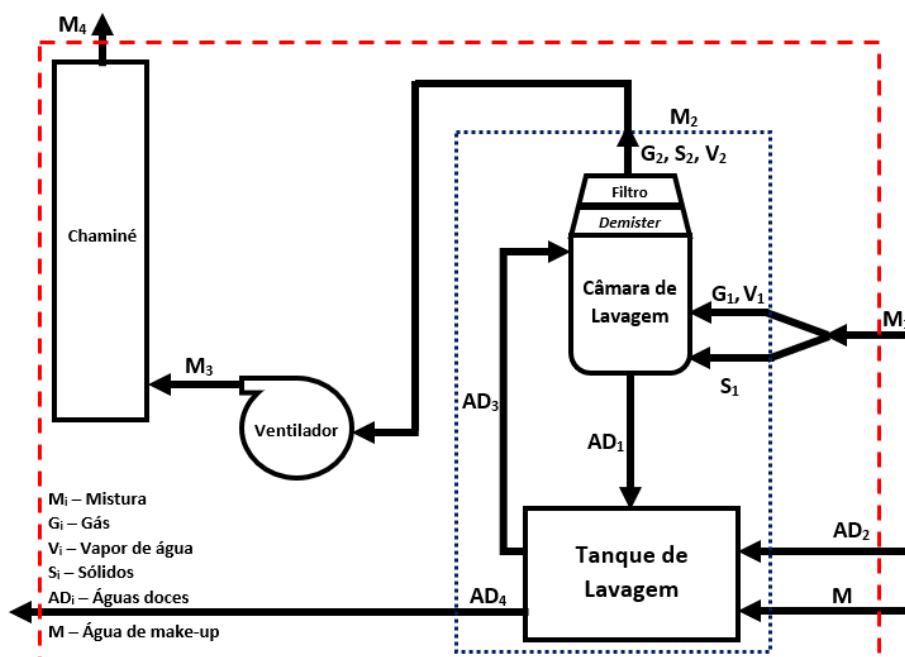 M₄
M₂
G₂, S₂, V₂
Filtro
Demister
Chaminé
Câmara de
Lavagem
G₁, V₁
S₁
M₃
AD₃
AD₁
Ventilador
Mᵢ – Mistura
Gᵢ – Gás
Vᵢ – Vapor de água
Sᵢ – Sólidos
ADᵢ – Águas doces
M – Água de make-up
AD₄
Tanque de
Lavagem
AD₂
M